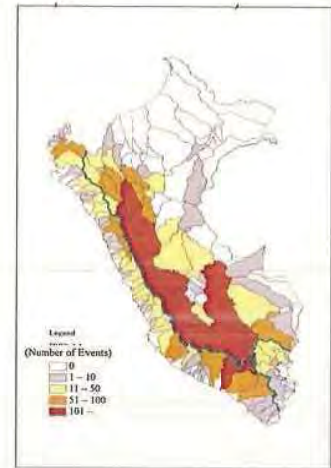 Legend
(Number of Events)
0
1 – 10
11 – 50
51 – 100
101 –